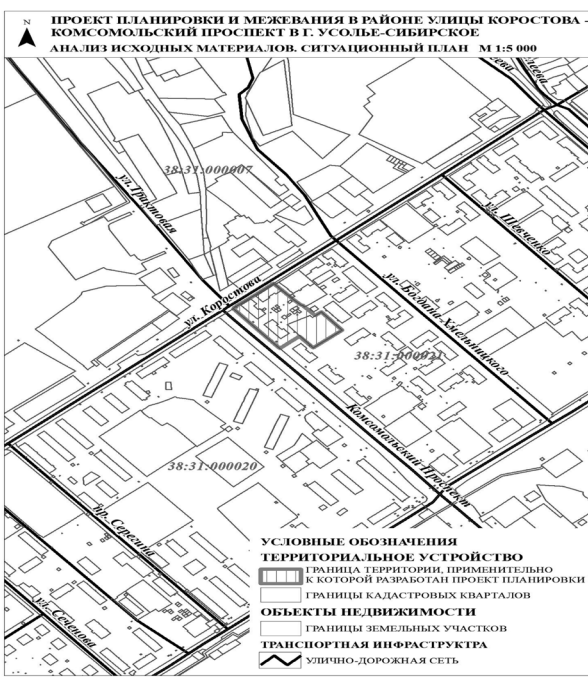 N
ПРОЕКТ ПЛАНИРОВКИ И МЕЖЕВАНИЯ В РАЙОНЕ УЛИЦЫ КОРОСТОВА -
КОМСОМОЛЬСКИЙ ПРОСПЕКТ В Г. УСОЛЬЕ-СИБИРСКОЕ
АНАЛИЗ ИСХОДНЫХ МАТЕРИАЛОВ. СИТУАЦИОННЫЙ ПЛАН М 1:5 000
38:31:000007
ул.Трактовая
ул.Шевченко
ул. Коростова
ул.Богдана-Хмельницкого
38:31:000021
Комсомольский Проспект
38:31:000020
пр. Серегина
ул.Сеченова
УСЛОВНЫЕ ОБОЗНАЧЕНИЯ
ТЕРРИТОРИАЛЬНОЕ УСТРОЙСТВО
ГРАНИЦА ТЕРРИТОРИИ, ПРИМЕНИТЕЛЬНО
К КОТОРОЙ РАЗРАБОТАН ПРОЕКТ ПЛАНИРОВКИ
ГРАНИЦЫ КАДАСТРОВЫХ КВАРТАЛОВ
ОБЪЕКТЫ НЕДВИЖИМОСТИ
ГРАНИЦЫ ЗЕМЕЛЬНЫХ УЧАСТКОВ
ТРАНСПОРТНАЯ ИНФРАСТРУКТРА
УЛИЧНО-ДОРОЖНАЯ СЕТЬ